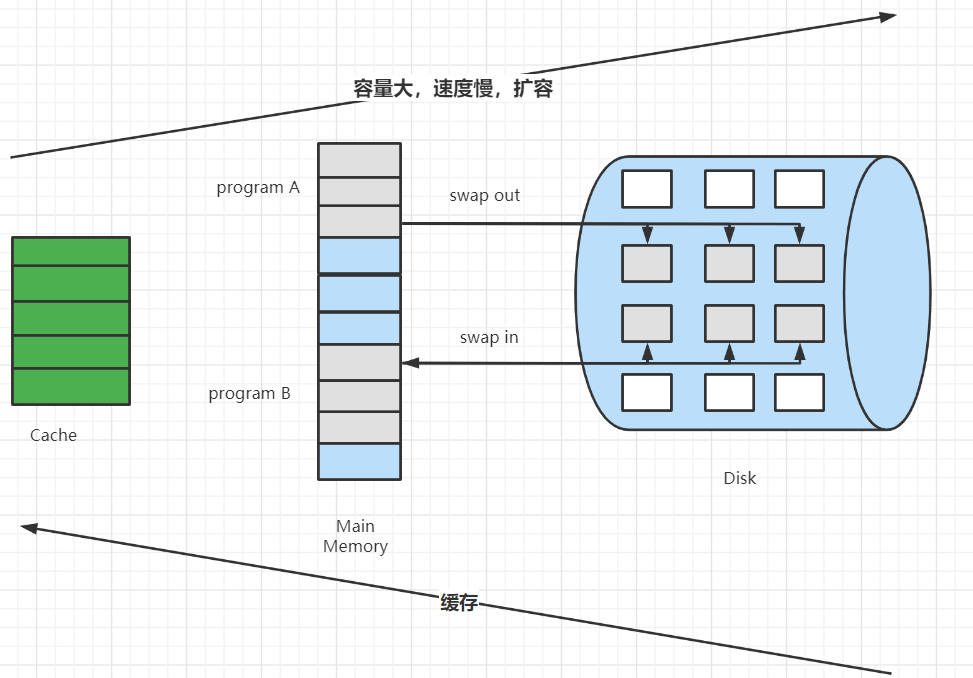 容量大，速度慢，扩容
program A
swap out
swap in
program B
Cache
Disk
Main
Memory
缓存